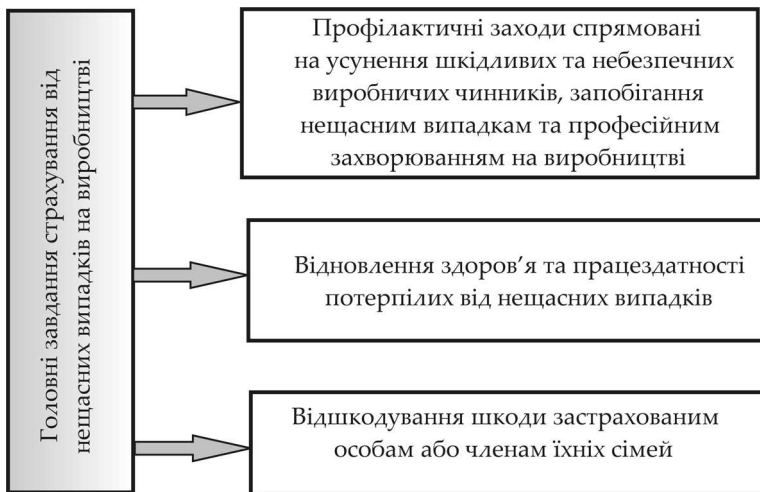 Головні завдання страхування від
нещасних випадків на виробництві
Профілактичні заходи спрямовані
на усунення шкідливих та небезпечних
виробничих чинників, запобігання
нещасним випадкам та професійним
захворюванням на виробництві
Відновлення здоров’я та працездатності
потерпілих від нещасних випадків
Відшкодування шкоди застрахованим
особам або членам їхніх сімей